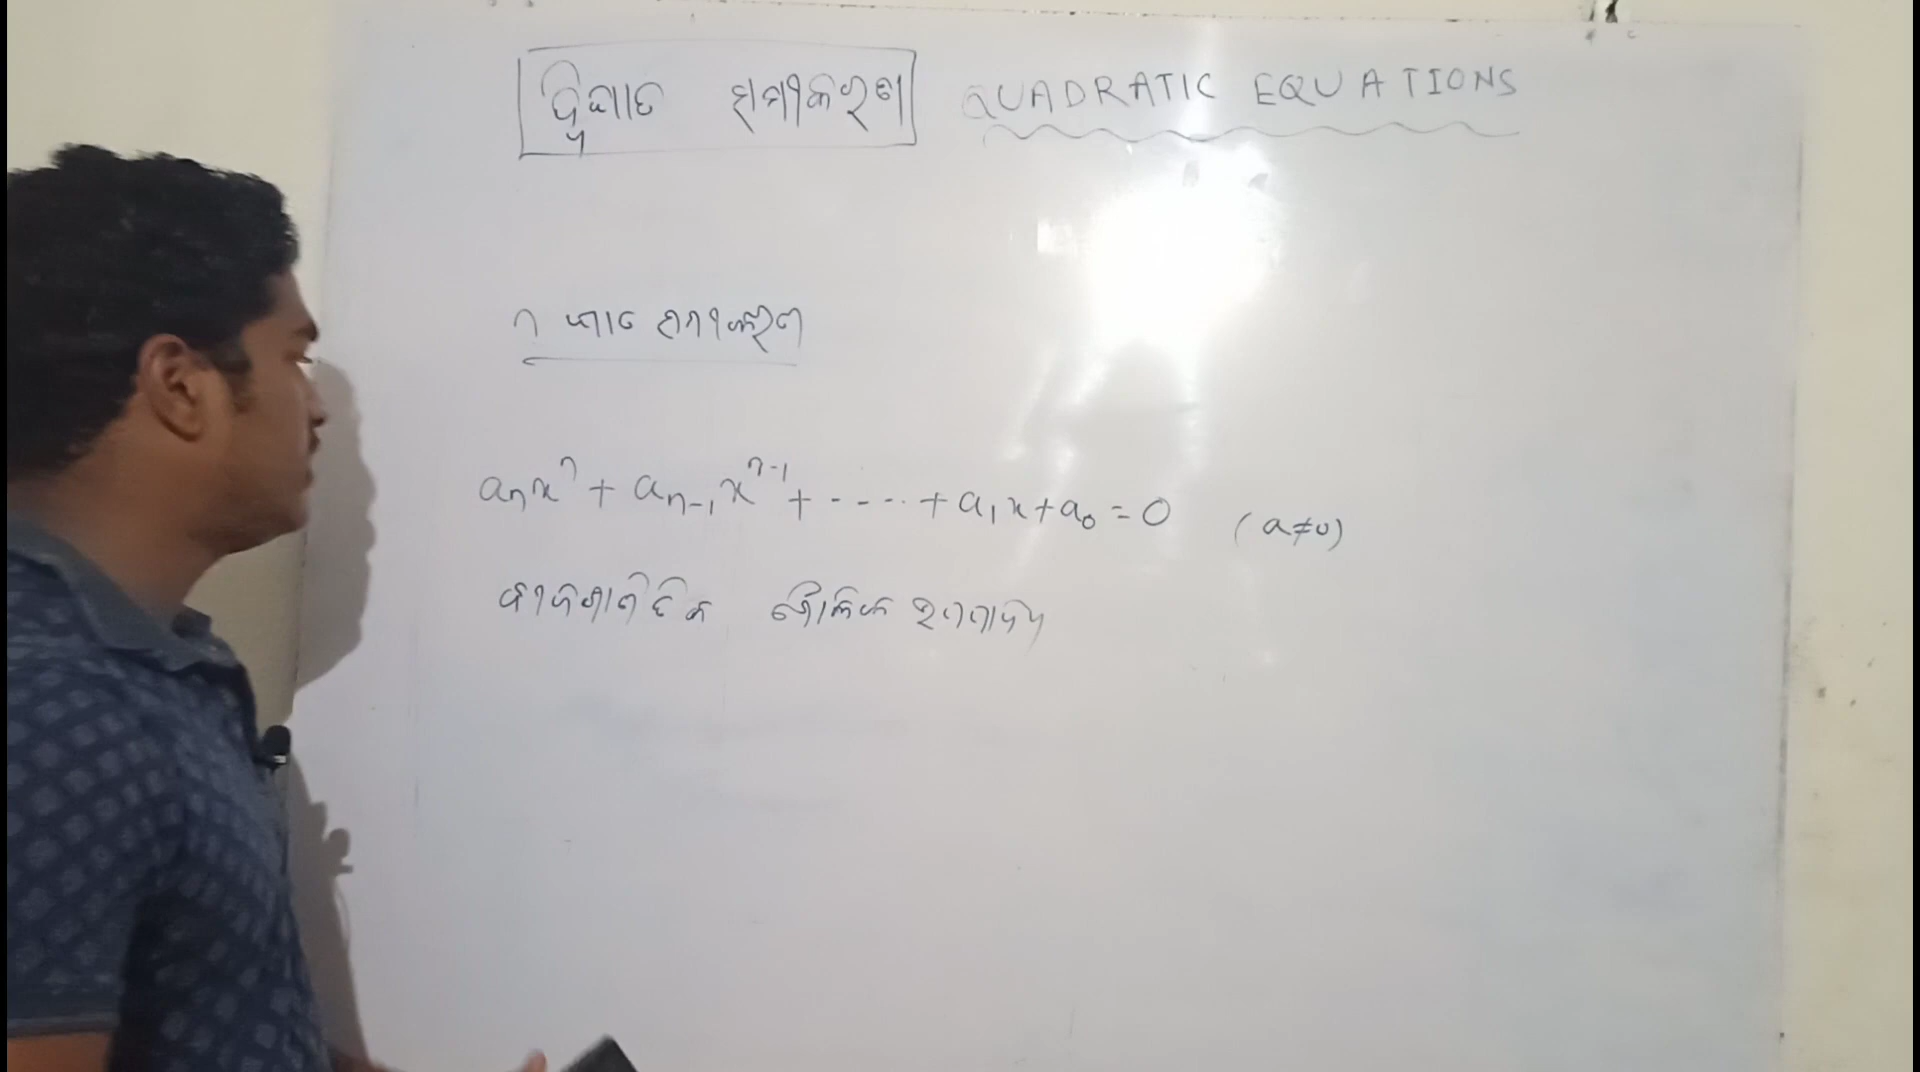 ଦ୍ଵିଘାତ ସମୀକରଣ QUADRATIC EQUATIONS
n ଘାତ ସମୀକରଣ
aₙxⁿ + aₙ₋₁xⁿ⁻¹ + - - - - + a₁x + a₀ = 0 (a≠0)
ବୀଜଗାଣିତିକ ମୌଳିକ ଉପପାଦ୍ୟ